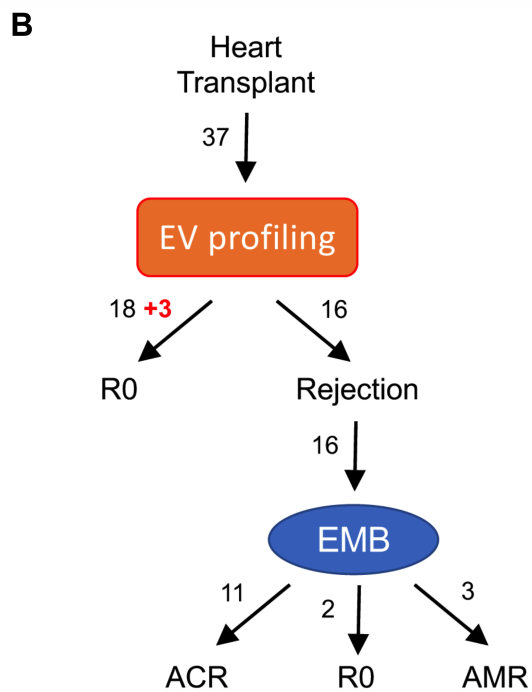 B
Heart
Transplant
37
EV profiling
18 +3
16
R0
Rejection
16
EMB
11
2
3
ACR
R0
AMR